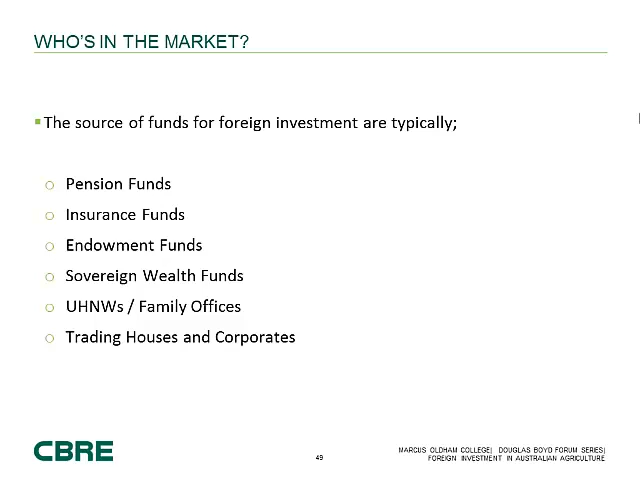 WHO'S IN THE MARKET?
▪ The source of funds for foreign investment are typically;
o Pension Funds
o Insurance Funds
o Endowment Funds
o Sovereign Wealth Funds
o UHNWs / Family Offices
o Trading Houses and Corporates
CBRE
49
MARCUS OLDHAM COLLEGE| DOUGLAS BOYD FORUM SERIES|
FOREIGN INVESTMENT IN AUSTRALIAN AGRICULTURE